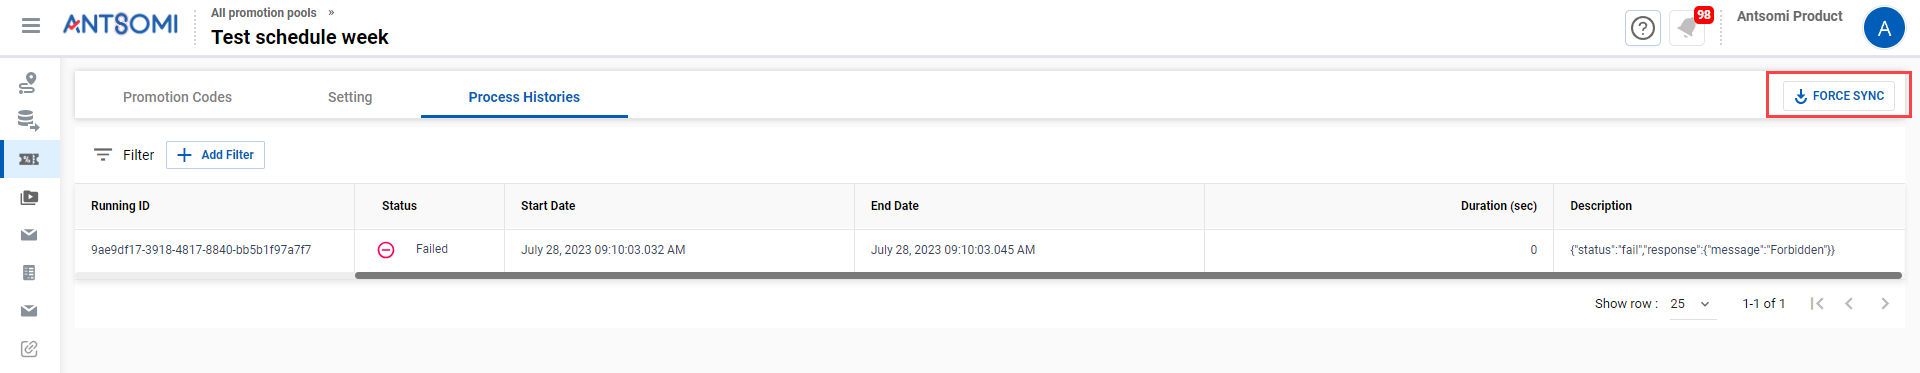 ANTSOMI
All promotion pools »
Test schedule week
98
Antsomi Product
A
Promotion Codes
Setting
Process Histories
FORCE SYNC
Filter
Add Filter
Running ID
Status
Start Date
End Date
Duration (sec)
Description
9ae9df17-3918-4817-8840-bb5b1f97a7f7
Failed
July 28, 2023 09:10:03.032 AM
July 28, 2023 09:10:03.045 AM
0
{"status":"fail","response":{"message":"Forbidden"}}
Show row :
25
1-1 of 1